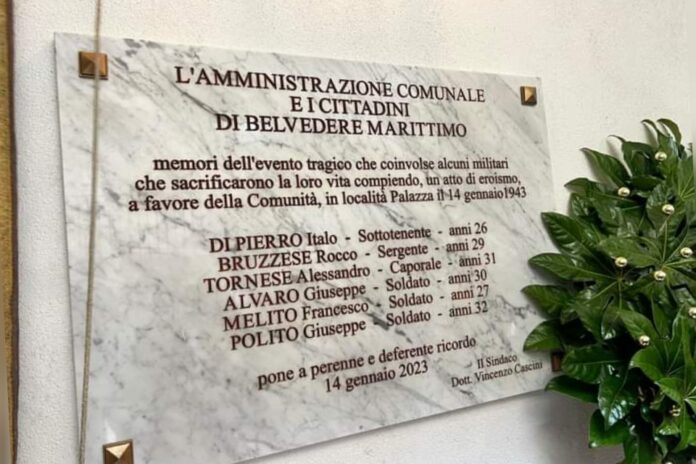 L'AMMINISTRAZIONE COMUNALE
E I CITTADINI
DI BELVEDERE MARITTIMO
memori dell'evento tragico che coinvolse alcuni militari
che sacrificarono la loro vita compiendo, un atto di eroismo,
a favore della Comunità, in località Palazza il 14 gennaio1943
DI PIERRO Italo - Sottotenente - anni 26
BRUZZESE Rocco - Sergente - anni 29
TORNESE Alessandro - Caporale - anni 31
ALVARO Giuseppe - Soldato - anni 30
MELITO Francesco - Soldato - anni 27
POLITO Giuseppe - Soldato - anni 32
pone a perenne e deferente ricordo
14 gennaio 2023
Il Sindaco
Dott. Vincenzo Cascini